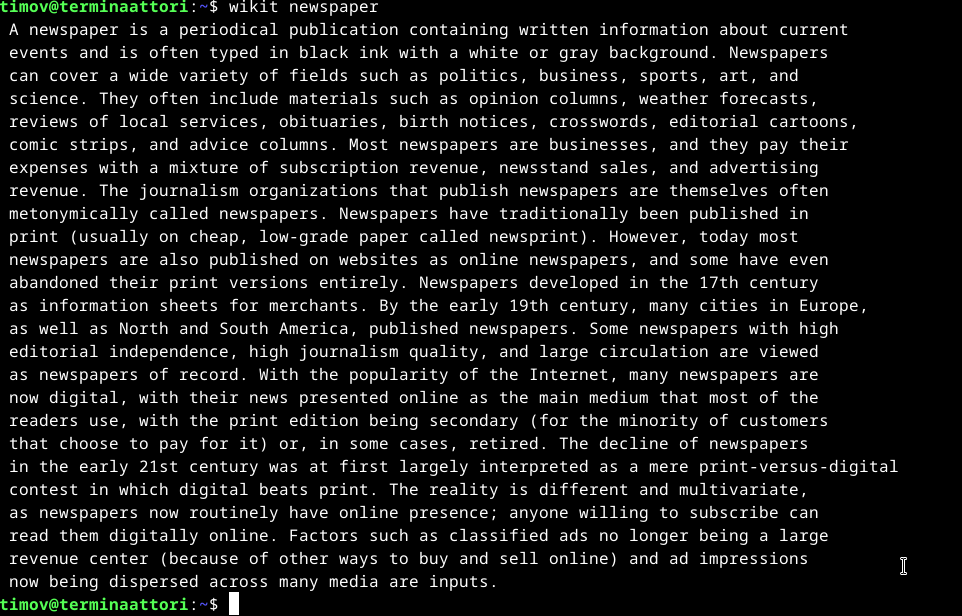 timov@terminaattori:~$ wikit newspaper
A newspaper is a periodical publication containing written information about current
events and is often typed in black ink with a white or gray background. Newspapers
can cover a wide variety of fields such as politics, business, sports, art, and
science. They often include materials such as opinion columns, weather forecasts,
reviews of local services, obituaries, birth notices, crosswords, editorial cartoons,
comic strips, and advice columns. Most newspapers are businesses, and they pay their
expenses with a mixture of subscription revenue, newsstand sales, and advertising
revenue. The journalism organizations that publish newspapers are themselves often
metonymically called newspapers. Newspapers have traditionally been published in
print (usually on cheap, low-grade paper called newsprint). However, today most
newspapers are also published on websites as online newspapers, and some have even
abandoned their print versions entirely. Newspapers developed in the 17th century
as information sheets for merchants. By the early 19th century, many cities in Europe,
as well as North and South America, published newspapers. Some newspapers with high
editorial independence, high journalism quality, and large circulation are viewed
as newspapers of record. With the popularity of the Internet, many newspapers are
now digital, with their news presented online as the main medium that most of the
readers use, with the print edition being secondary (for the minority of customers
that choose to pay for it) or, in some cases, retired. The decline of newspapers
in the early 21st century was at first largely interpreted as a mere print-versus-digital
contest in which digital beats print. The reality is different and multivariate,
as newspapers now routinely have online presence; anyone willing to subscribe can
read them digitally online. Factors such as classified ads no longer being a large
revenue center (because of other ways to buy and sell online) and ad impressions
now being dispersed across many media are inputs.
timov@terminaattori:~$